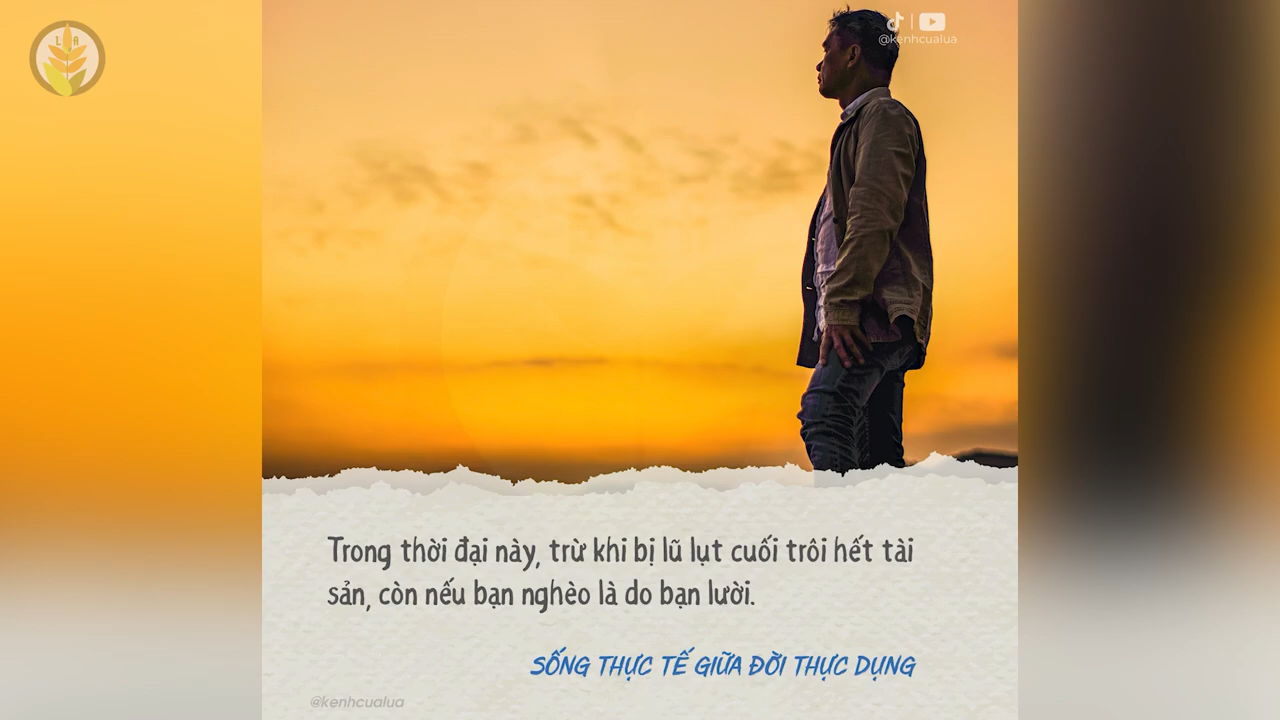 L A
@kenhcualua
Trong thời đại này, trừ khi bị lũ lụt cuối trôi hết tài
sản, còn nếu bạn nghèo là do bạn lười.
SỐNG THỰC TẾ GIỮA ĐỜI THỰC DỤNG
@kenhcualua